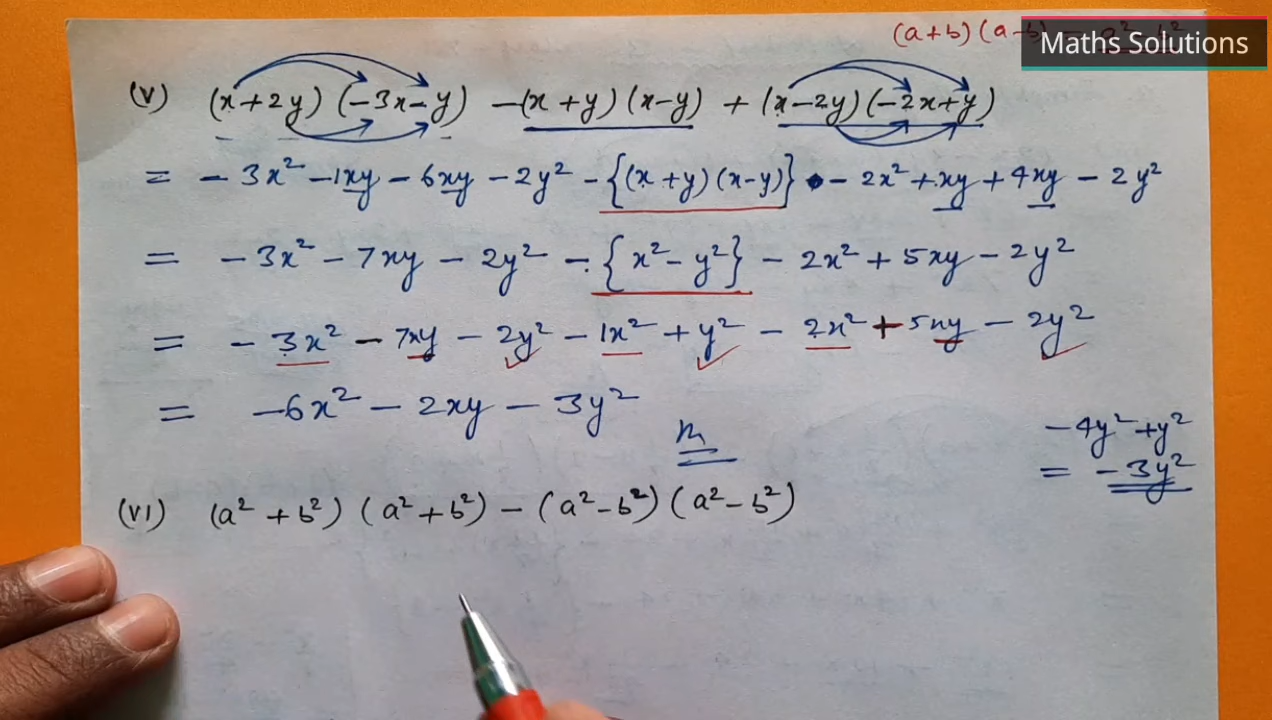 (a+b)(a-b)
Maths Solutions
(v) (x+2y)(-3x-y) -(x+y)(x-y) + (x-2y)(-2x+y)
= -3x² -1xy - 6xy -2y² -{(x+y)(x-y)} - 2x² + xy + 4xy - 2y²
= -3x² - 7xy - 2y² - {x² - y²} - 2x² + 5xy - 2y²
= -3x² - 7xy - 2y² - 1x² + y² - 2x² + 5xy - 2y²
= -6x² - 2xy - 3y²
-4y² + y²
= -3y²
(vi) (a² + b²)(a² + b²) - (a² - b²)(a² - b²)